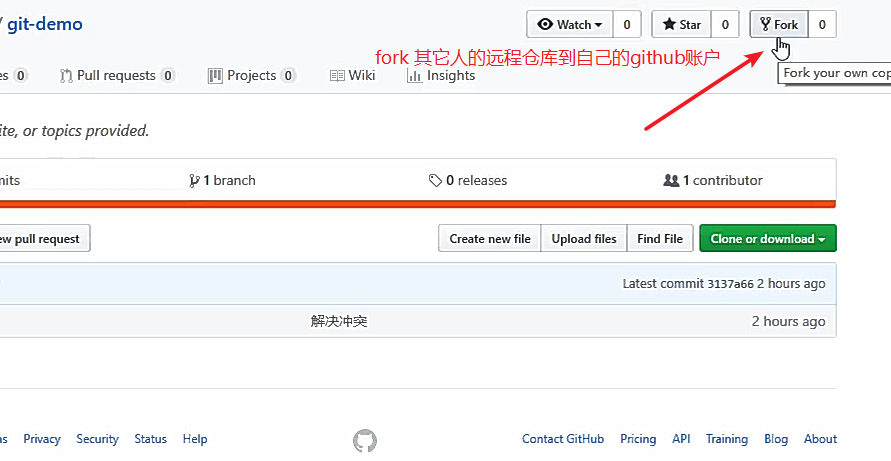 / git-demo
Watch 0 Star 0 Fork 0
fork 其它人的远程仓库到自己的github账户
Fork your own cop
es 0 Pull requests 0 Projects 0 Wiki Insights
ite, or topics provided.
mits 1 branch 0 releases 1 contributor
ew pull request Create new file Upload files Find File Clone or download
Latest commit 3137a66 2 hours ago
解决冲突 2 hours ago
as Privacy Security Status Help Contact GitHub Pricing API Training Blog About